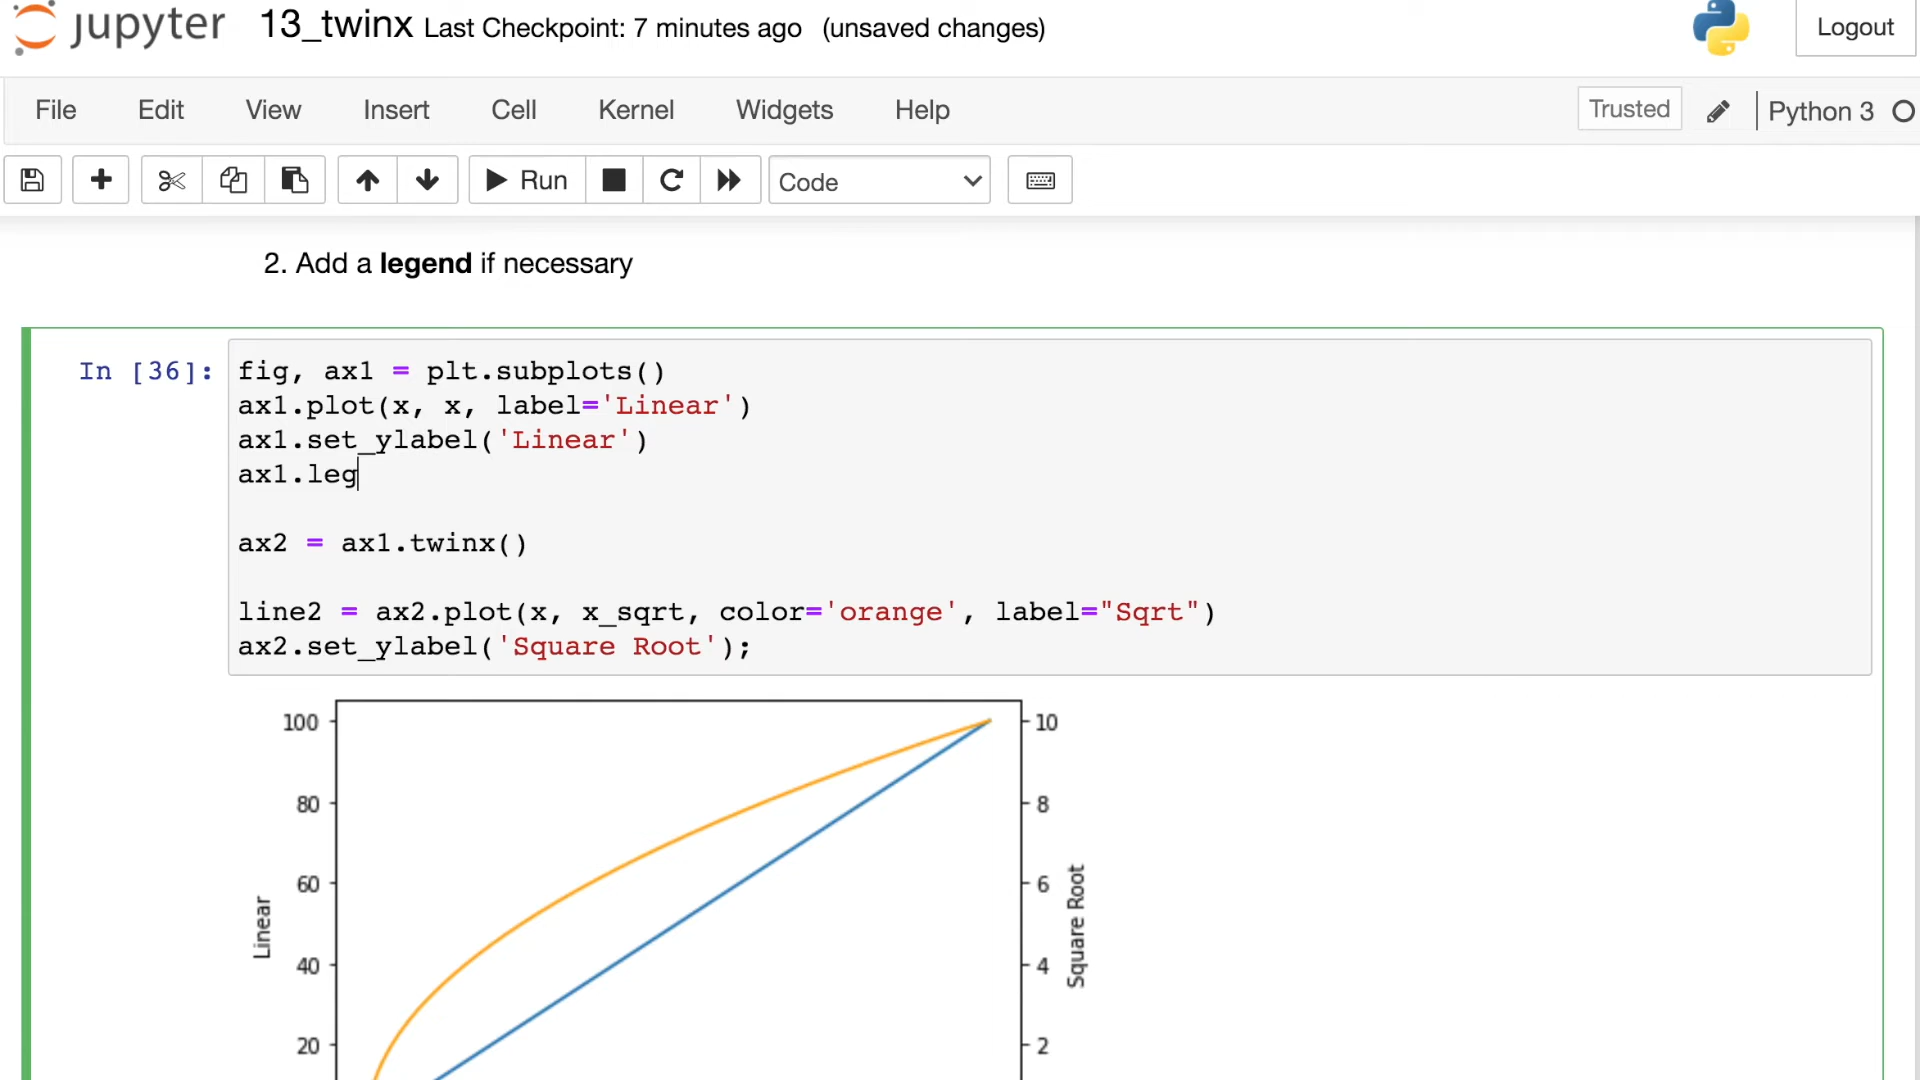 jupyter 13_twinx Last Checkpoint: 7 minutes ago (unsaved changes) Logout
File Edit View Insert Cell Kernel Widgets Help Trusted Python 3
Run Code
2. Add a legend if necessary
In [36]: fig, ax1 = plt.subplots()
ax1.plot(x, x, label='Linear')
ax1.set_ylabel('Linear')
ax1.leg
ax2 = ax1.twinx()
line2 = ax2.plot(x, x_sqrt, color='orange', label="Sqrt")
ax2.set_ylabel('Square Root');
100 10
80 8
60 6
Linear Square Root
40 4
20 2